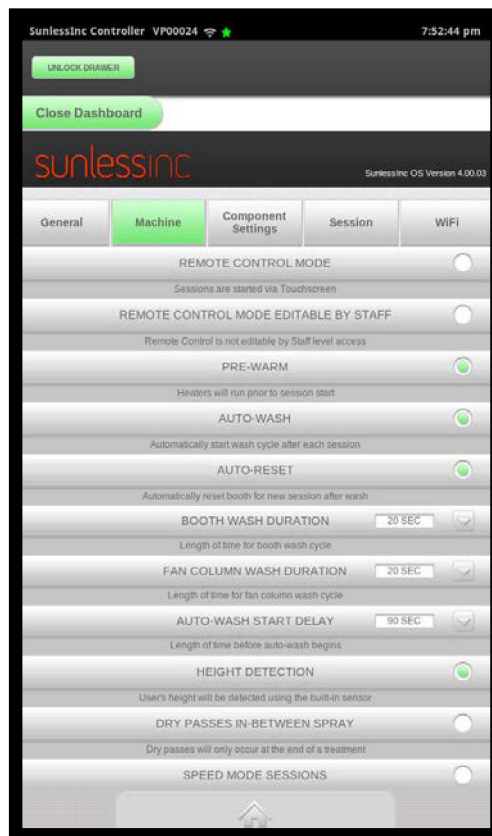 SunlessInc Controller VP00024 7:52:44 pm
UNLOCK DRAWER
Close Dashboard
sunlessinc
SunlessInc OS Version 4.00.03
General Machine Component Settings Session WiFi
REMOTE CONTROL MODE
Sessions are started via Touchscreen
REMOTE CONTROL MODE EDITABLE BY STAFF
Remote Control is not editable by Staff level access
PRE-WARM
Heaters will run prior to session start
AUTO-WASH
Automatically start wash cycle after each session
AUTO-RESET
Automatically reset booth for new session after wash
BOOTH WASH DURATION 20 SEC
Length of time for booth wash cycle
FAN COLUMN WASH DURATION 20 SEC
Length of time for fan column wash cycle
AUTO-WASH START DELAY 90 SEC
Length of time before auto-wash begins
HEIGHT DETECTION
User's height will be detected using the built-in sensor
DRY PASSES IN-BETWEEN SPRAY
Dry passes will only occur at the end of a treatment
SPEED MODE SESSIONS